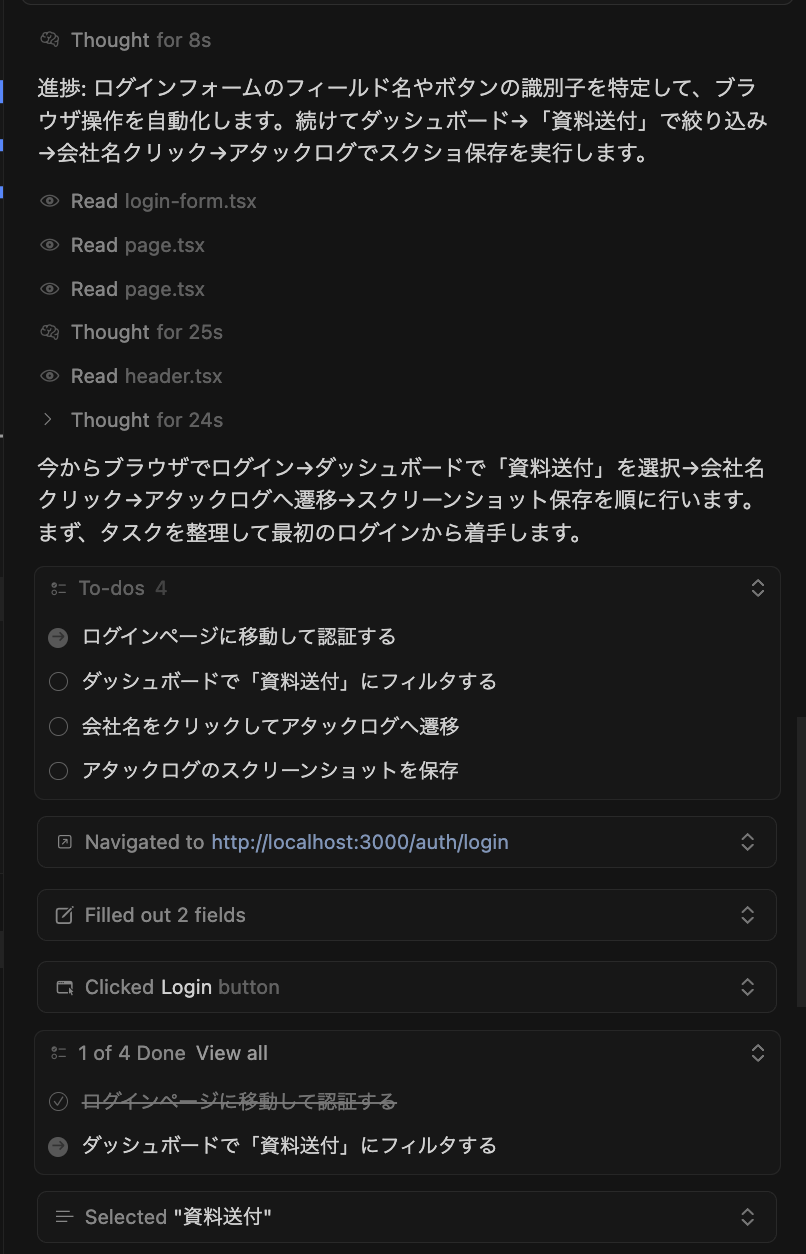 Thought for 8s
進捗: ログインフォームのフィールド名やボタンの識別子を特定して、ブラ
ウザ操作を自動化します。続けてダッシュボード→「資料送付」で絞り込み
→会社名クリック→アタックログでスクショ保存を実行します。
Read login-form.tsx
Read page.tsx
Read page.tsx
Thought for 25s
Read header.tsx
Thought for 24s
今からブラウザでログイン→ダッシュボードで「資料送付」を選択→会社名
クリック→アタックログへ遷移→スクリーンショット保存を順に行います。
まず、タスクを整理して最初のログインから着手します。
To-dos 4
ログインページに移動して認証する
ダッシュボードで「資料送付」にフィルタする
会社名をクリックしてアタックログへ遷移
アタックログのスクリーンショットを保存
Navigated to http://localhost:3000/auth/login
Filled out 2 fields
Clicked Login button
1 of 4 Done View all
ログインページに移動して認証する
ダッシュボードで「資料送付」にフィルタする
Selected "資料送付"